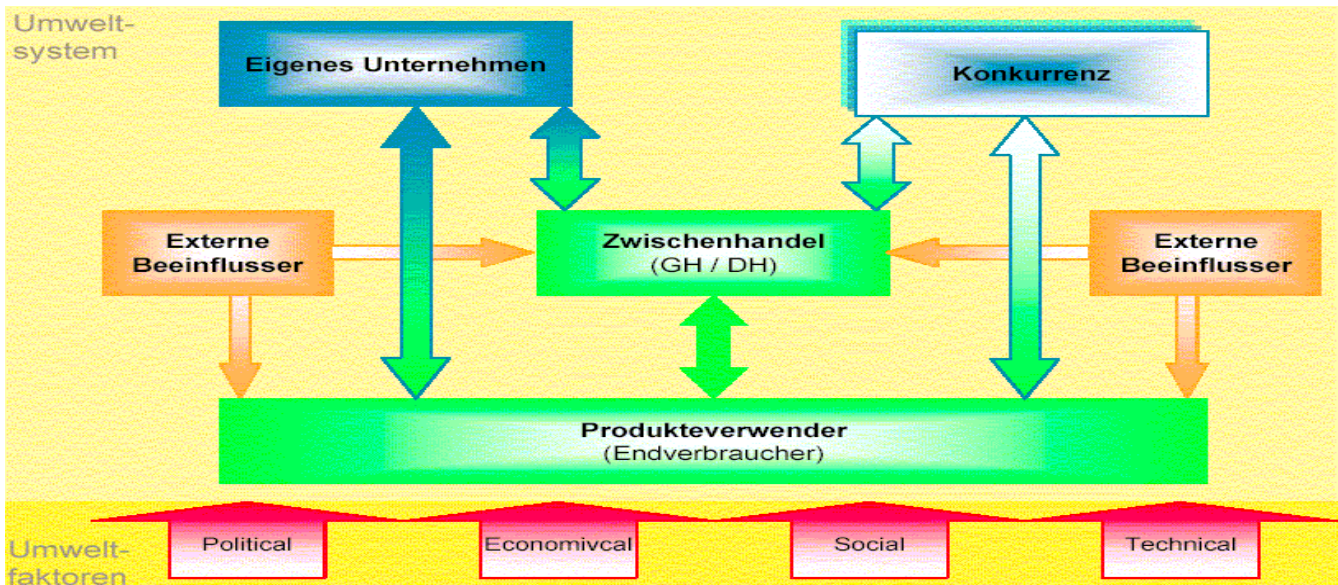 Umwelt-
system
Eigenes Unternehmen
Konkurrenz
Externe
Beeinflusser
Zwischenhandel
(GH / DH)
Externe
Beeinflusser
Produkteverwender
(Endverbraucher)
Umwelt-
faktoren
Political
Economivcal
Social
Technical